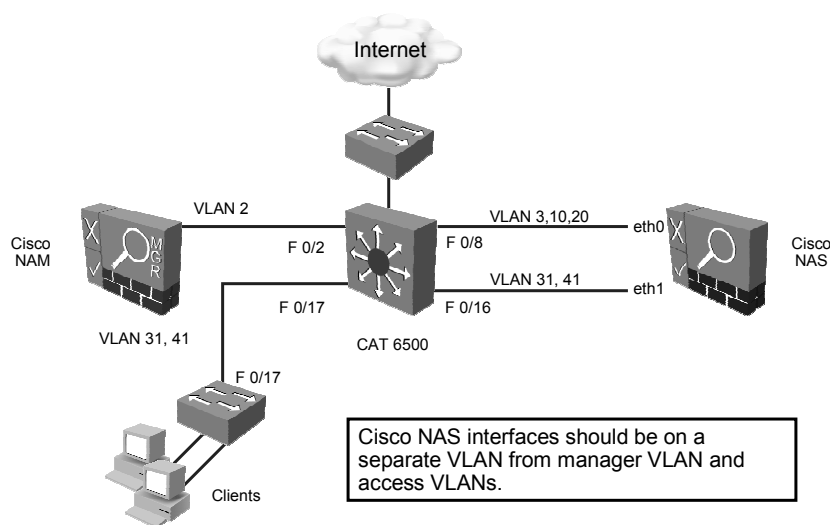 Internet
VLAN 2
VLAN 3,10,20
eth0
Cisco
NAM
MGR
F 0/2
F 0/8
Cisco
NAS
VLAN 31, 41
eth1
F 0/17
F 0/16
VLAN 31, 41
CAT 6500
F 0/17
Clients
Cisco NAS interfaces should be on a
separate VLAN from manager VLAN and
access VLANs.